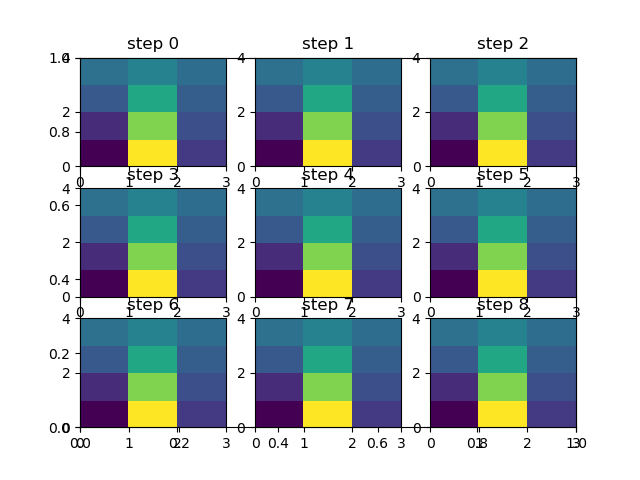 step 0 step 1 step 2
1.0 4 4 4
2 2 2
0.8
0 0 0
0 1 2 3 0 1 2 3 0 1 2 3
step 3 step 4 step 5
4 4 4
0.6
2 2 2
0.4
0 0 0
0 1 2 3 0 1 2 3 0 1 2 3
step 6 step 7 step 8
4 4 4
0.2
2 2 2
0.0 0 0 0
0.0 0 1 0.2 2 3 0 0.4 1 2 0.6 3 0 0.8 1 2 1.0 3